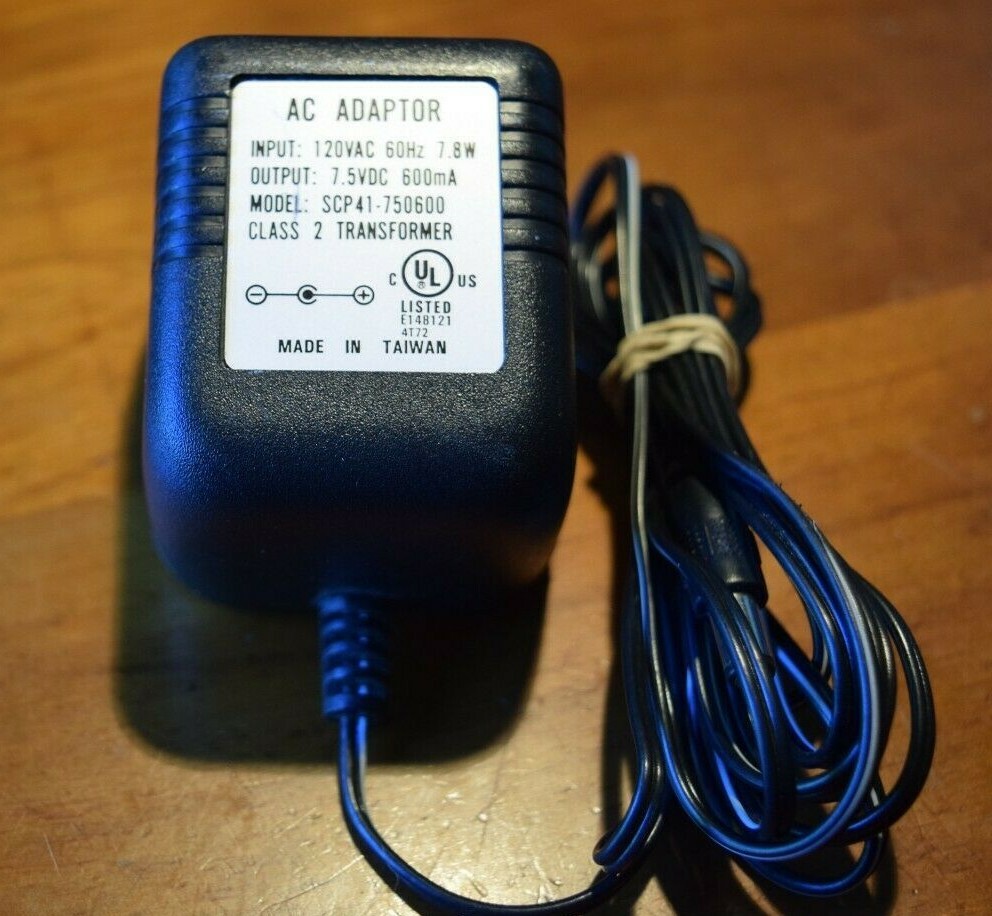 AC ADAPTOR
INPUT: 120VAC 60Hz 7.8W
OUTPUT: 7.5VDC 600mA
MODEL: SCP41-750600
CLASS 2 TRANSFORMER
C UL ® US
LISTED
E148121
4T72
MADE IN TAIWAN